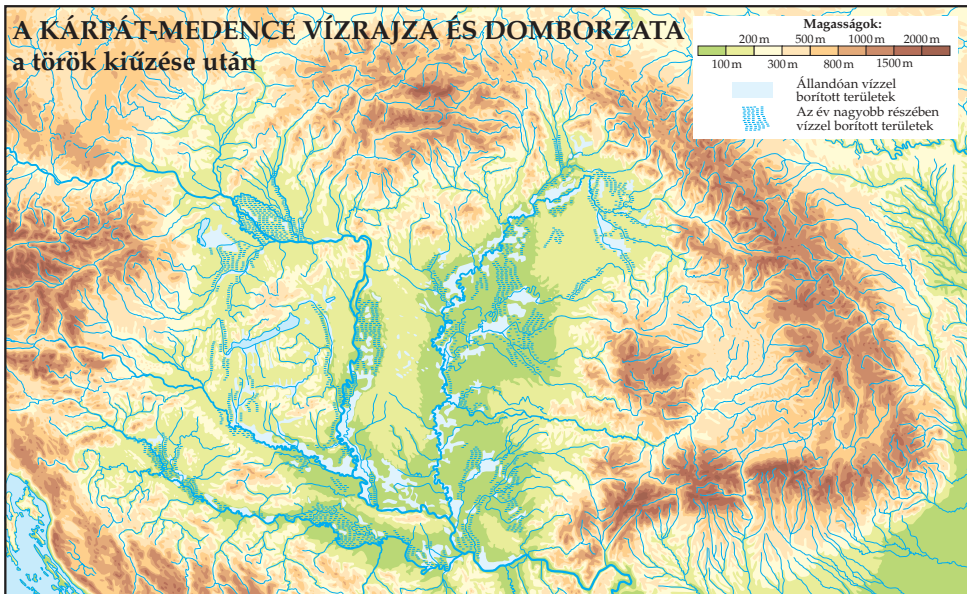 A KÁRPÁT-MEDENCE VÍZRAJZA ÉS DOMBORZATA
a török kiűzése után
Magasságok:
200 m 500 m 1000 m 2000 m
100 m 300 m 800 m 1500 m
Állandóan vízzel
borított területek
Az év nagyobb részében
vízzel borított területek